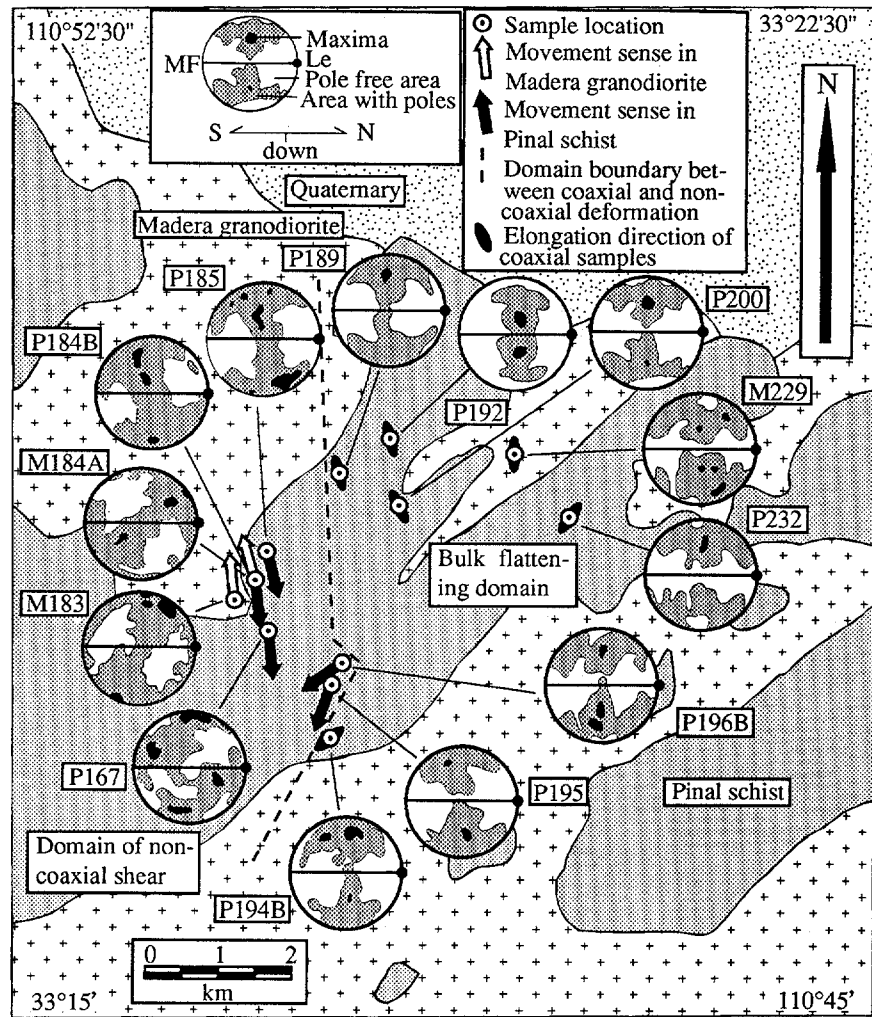 110°52'30"
33°22'30"
Maxima
MF
Le
Pole free area
Area with poles
S
N
down
Sample location
Movement sense in
Madera granodiorite
Movement sense in
Pinal schist
Domain boundary bet-
ween coaxial and non-
coaxial deformation
Elongation direction of
coaxial samples
N
Quaternary
Madera granodiorite
P189
P185
P200
P184B
P192
M229
M184A
P232
Bulk flatten-
ing domain
M183
P196B
P167
P195
Pinal schist
Domain of non-
coaxial shear
P194B
0 1 2
km
33°15'
110°45'